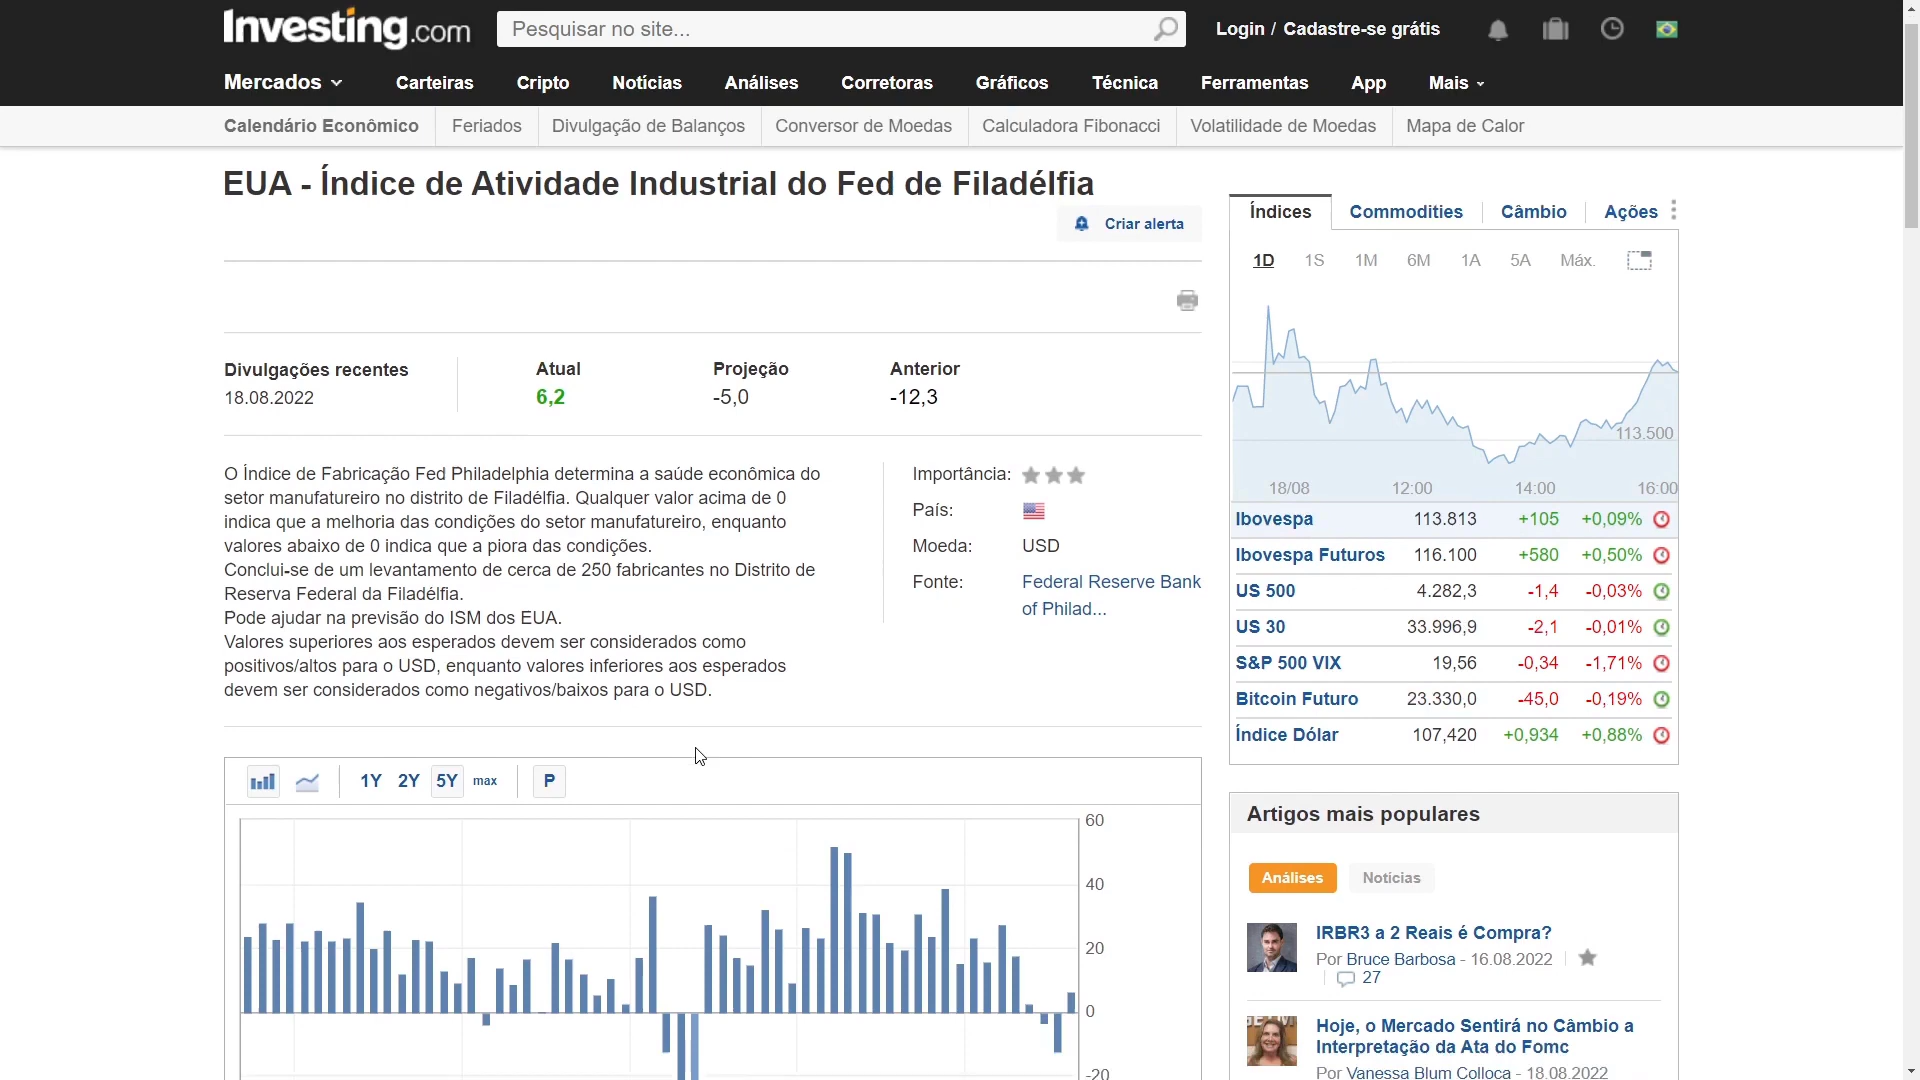 Investing.com
Pesquisar no site...
Login / Cadastre-se grátis
Mercados
Carteiras
Cripto
Notícias
Análises
Corretoras
Gráficos
Técnica
Ferramentas
App
Mais
Calendário Econômico
Feriados
Divulgação de Balanços
Conversor de Moedas
Calculadora Fibonacci
Volatilidade de Moedas
Mapa de Calor
EUA - Índice de Atividade Industrial do Fed de Filadélfia
Criar alerta
Divulgações recentes
18.08.2022
Atual
6,2
Projeção
-5,0
Anterior
-12,3
O Índice de Fabricação Fed Philadelphia determina a saúde econômica do
setor manufatureiro no distrito de Filadélfia. Qualquer valor acima de 0
indica que a melhoria das condições do setor manufatureiro, enquanto
valores abaixo de 0 indica que a piora das condições.
Conclui-se de um levantamento de cerca de 250 fabricantes no Distrito de
Reserva Federal da Filadélfia.
Pode ajudar na previsão do ISM dos EUA.
Valores superiores aos esperados devem ser considerados como
positivos/altos para o USD, enquanto valores inferiores aos esperados
devem ser considerados como negativos/baixos para o USD.
Importância:
País:
Moeda: USD
Fonte: Federal Reserve Bank
of Philad...
1Y 2Y 5Y max P
60
40
20
0
-20
Índices
Commodities
Câmbio
Ações
1D 1S 1M 6M 1A 5A Máx.
113.500
18/08 12:00 14:00 16:00
Ibovespa 113.813 +105 +0,09%
Ibovespa Futuros 116.100 +580 +0,50%
US 500 4.282,3 -1,4 -0,03%
US 30 33.996,9 -2,1 -0,01%
S&P 500 VIX 19,56 -0,34 -1,71%
Bitcoin Futuro 23.330,0 -45,0 -0,19%
Índice Dólar 107,420 +0,934 +0,88%
Artigos mais populares
Análises
Notícias
IRBR3 a 2 Reais é Compra?
Por Bruce Barbosa - 16.08.2022
27
Hoje, o Mercado Sentirá no Câmbio a
Interpretação da Ata do Fomc
Por Vanessa Blum Colloca - 18.08.2022